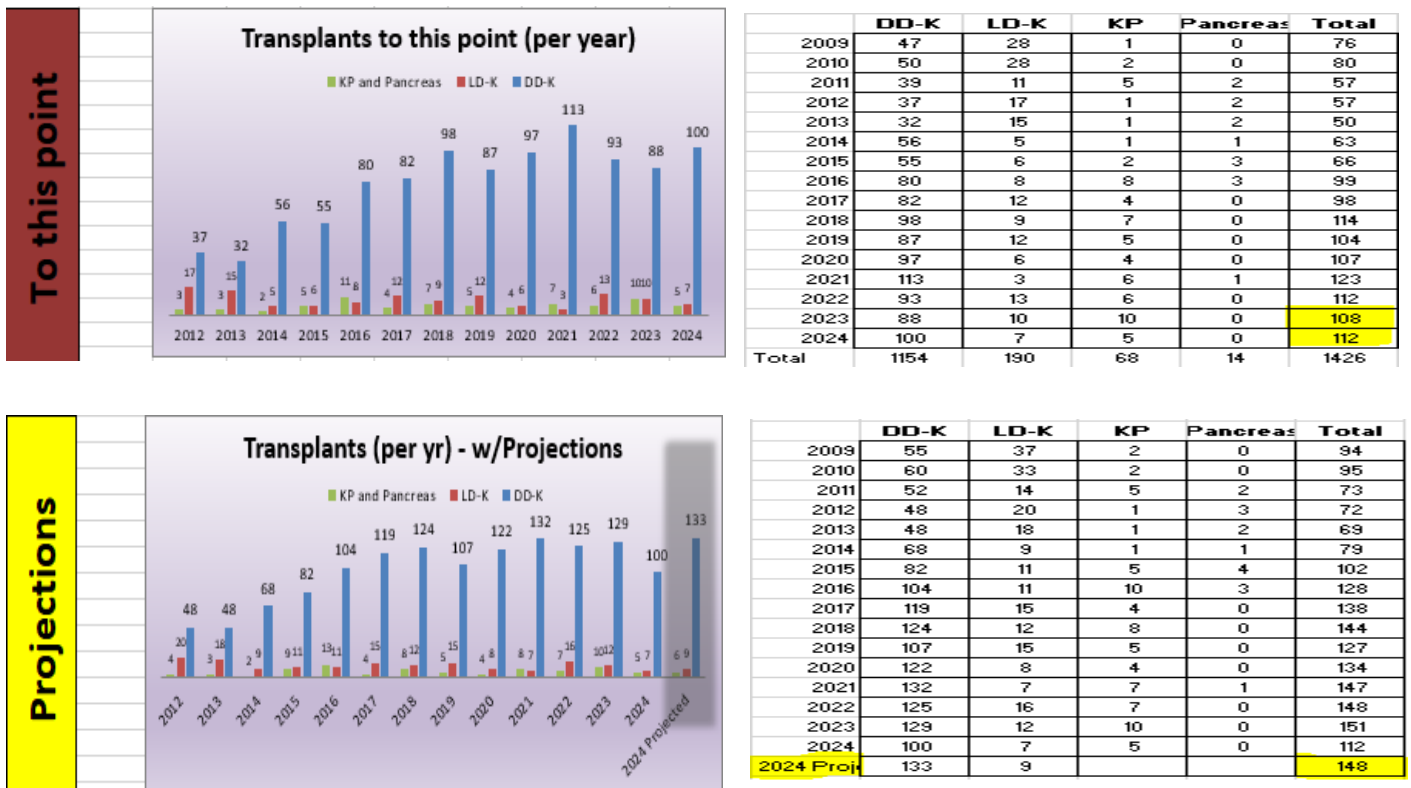 To this point
Transplants to this point (per year)
KP and Pancreas LD-K DD-K
3 17 37
3 15 32
2 5 56
5 6 55
11 8 80
4 12 82
7 9 98
5 12 87
4 6 97
7 3 113
6 13 93
10 10 88
5 7 100
2012 2013 2014 2015 2016 2017 2018 2019 2020 2021 2022 2023 2024
DD-K LD-K KP Pancreas Total
2009 47 28 1 0 76
2010 50 28 2 0 80
2011 39 11 5 2 57
2012 37 17 1 2 57
2013 32 15 1 2 50
2014 56 5 1 1 63
2015 55 6 2 3 66
2016 80 8 8 3 99
2017 82 12 4 0 98
2018 98 9 7 0 114
2019 87 12 5 0 104
2020 97 6 4 0 107
2021 113 3 6 1 123
2022 93 13 6 0 112
2023 88 10 10 0 108
2024 100 7 5 0 112
Total 1154 190 68 14 1426
Projections
Transplants (per yr) - w/Projections
KP and Pancreas LD-K DD-K
4 20 48
3 18 48
2 9 68
9 11 82
13 11 104
4 15 119
8 12 124
5 15 107
4 8 122
8 7 132
7 16 125
10 12 129
5 7 100
6 9 133
2012 2013 2014 2015 2016 2017 2018 2019 2020 2021 2022 2023 2024 2024 Projected
DD-K LD-K KP Pancreas Total
2009 55 37 2 0 94
2010 60 33 2 0 95
2011 52 14 5 2 73
2012 48 20 1 3 72
2013 48 18 1 2 69
2014 68 9 1 1 79
2015 82 11 5 4 102
2016 104 11 10 3 128
2017 119 15 4 0 138
2018 124 12 8 0 144
2019 107 15 5 0 127
2020 122 8 4 0 134
2021 132 7 7 1 147
2022 125 16 7 0 148
2023 129 12 10 0 151
2024 100 7 5 0 112
2024 Proj 133 9 148